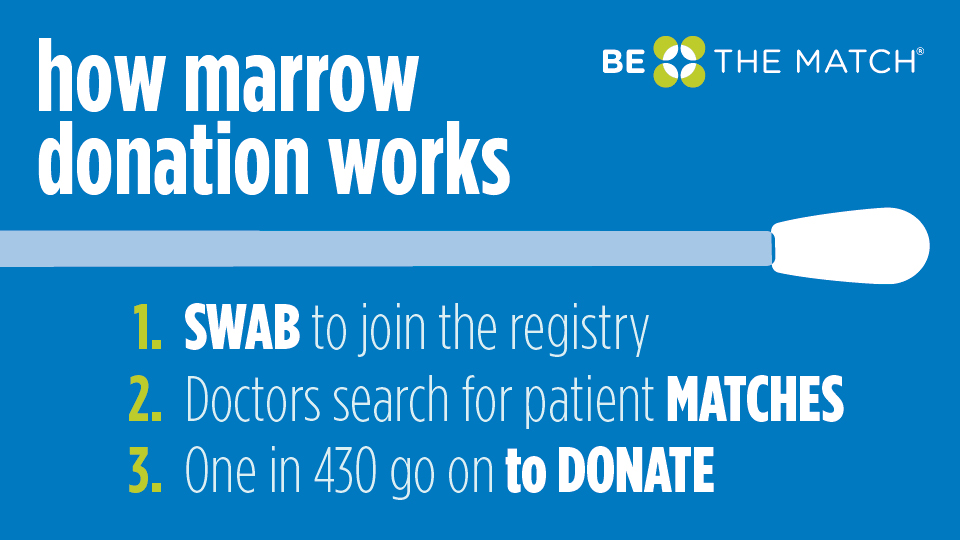 how marrow
donation works
BE THE MATCH®
1. SWAB to join the registry
2. Doctors search for patient MATCHES
3. One in 430 go on to DONATE